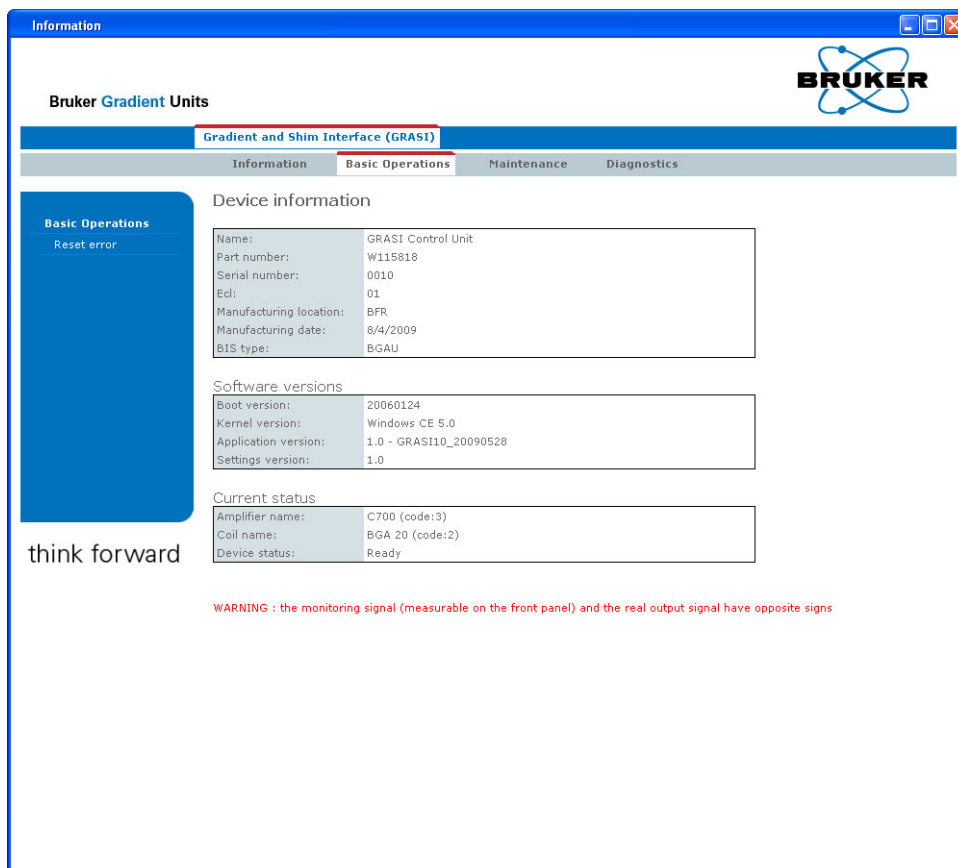 Information
BRUKER
Bruker Gradient Units
Gradient and Shim Interface (GRASI)
Information Basic Operations Maintenance Diagnostics
Basic Operations
Reset error
think forward
Device information
Name: GRASI Control Unit
Part number: W115818
Serial number: 0010
Ecl: 01
Manufacturing location: BFR
Manufacturing date: 8/4/2009
BIS type: BGAU
Software versions
Boot version: 20060124
Kernel version: Windows CE 5.0
Application version: 1.0 - GRASI10_20090528
Settings version: 1.0
Current status
Amplifier name: C700 (code:3)
Coil name: BGA 20 (code:2)
Device status: Ready
WARNING : the monitoring signal (measurable on the front panel) and the real output signal have opposite signs